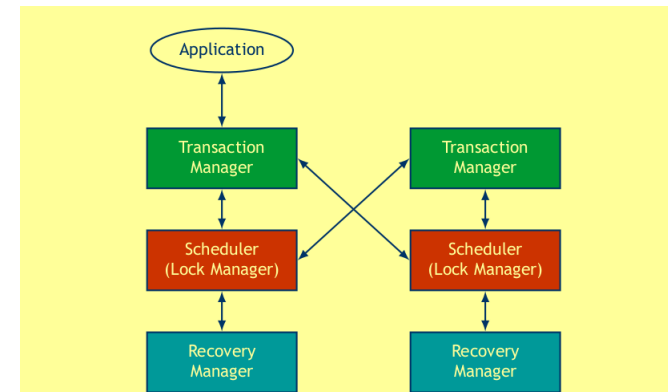 Application
Transaction
Manager
Transaction
Manager
Scheduler
(Lock Manager)
Scheduler
(Lock Manager)
Recovery
Manager
Recovery
Manager